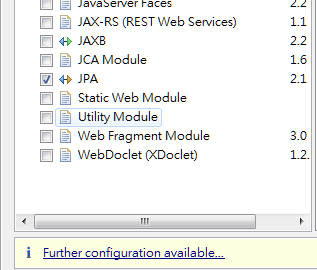 JavaServer Faces 2.2
JAX-RS (REST Web Services) 1.1
JAXB 2.2
JCA Module 1.6
JPA 2.1
Static Web Module
Utility Module
Web Fragment Module 3.0
WebDoclet (XDoclet) 1.2.
Further configuration available...